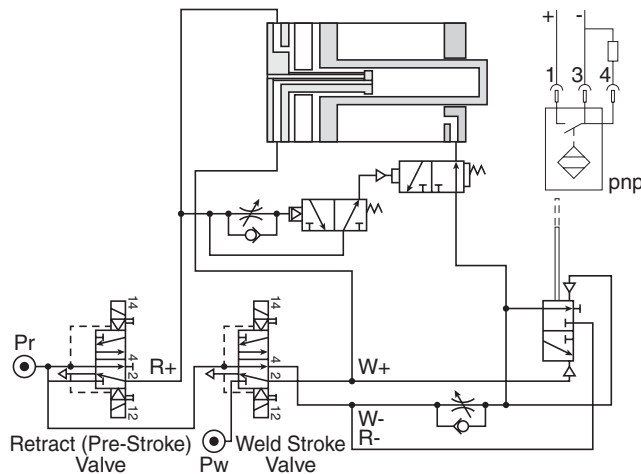 + -
1 3 4
pnp
14
14
Pr
R+
4
2
4
2
W+
12
12
W-
R-
Retract (Pre-Stroke)
Valve
Pw
Weld Stroke
Valve